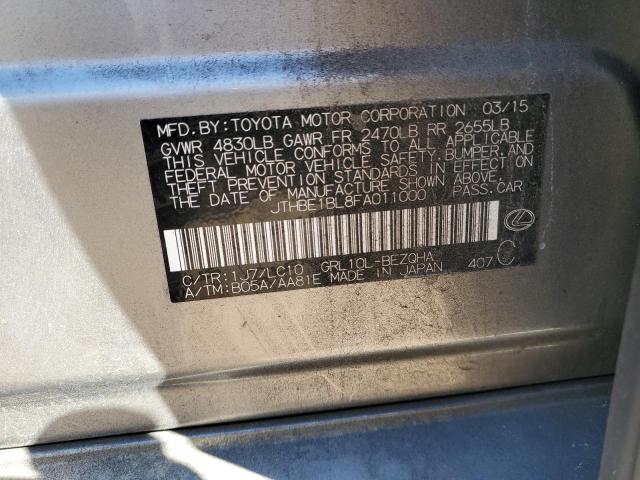 MFD. BY: TOYOTA MOTOR CORPORATION 03/15
GVWR 4830LB GAWR FR 2470LB RR 2655LB
THIS VEHICLE CONFORMS TO ALL APPLICABLE
FEDERAL MOTOR VEHICLE SAFETY, BUMPER, AND
THEFT PREVENTION STANDARDS IN EFFECT ON
THE DATE OF MANUFACTURE SHOWN ABOVE.
JTHBE1BL8FA011000 PASS. CAR
C/TR: 1J7/LC10 GRL10L-BEZQHA
A/TM: B05A/AA81E MADE IN JAPAN 407 C